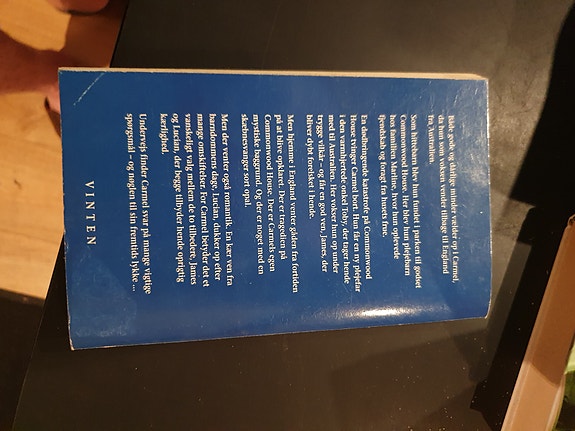 Både gode og dårlige minder vælder op i Carmel,
da hun som voksen vender tilbage til England
fra Australien.
Som hittebarn blev hun fundet i parken til godset
Commonwood House. Her blev hun plejebarn
hos familien Marline, hvor hun oplevede
fjendskab og foragt fra husets frue.
En ødelæggende katastrofe på Commonwood
House tvinger Carmel bort. Hun får en ny plejefar
i den varmhjertede onkel Toby, der tager hende
med til Australien. Her vokser hun op under
trygge vilkår – og får en god ven, James, der
bliver dybt forelsket i hende.
Men hjemme i England venter gåden fra fortiden
på at blive opklaret. Der er tragedien på
Commonwood House. Der er Carmels egen
mystiske baggrund. Og der er noget med en
skæbnesvanger sort opal.
Men der venter også romantik. En kær ven fra
barndommens dage, Lucian, dukker op efter
mange omskiftelser. For Carmel betyder det et
vanskeligt valg mellem de to tilbedere, James
og Lucian, der begge tilbyder hende oprigtig
kærlighed.
Undervejs finder Carmel svar på mange vigtige
spørgsmål – og nøglen til sin fremtids lykke ...
VINTEN